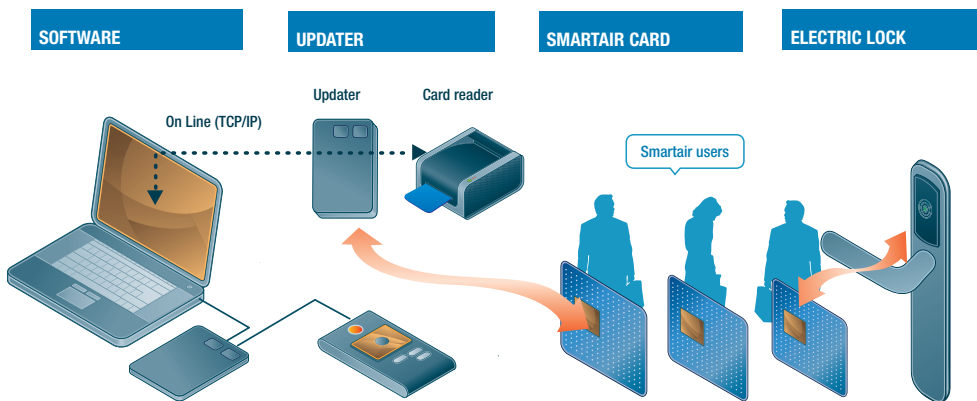 SOFTWARE
UPDATER
SMARTAIR CARD
ELECTRIC LOCK
Updater
Card reader
On Line (TCP/IP)
Smartair users